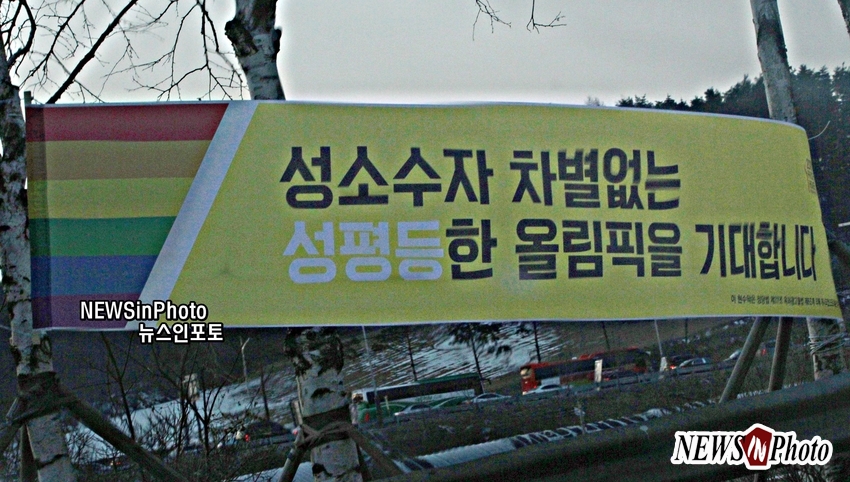 성소수자 차별없는
성평등한 올림픽을 기대합니다
NEWSinPhoto
뉴스인포토
NEWSINPhoto